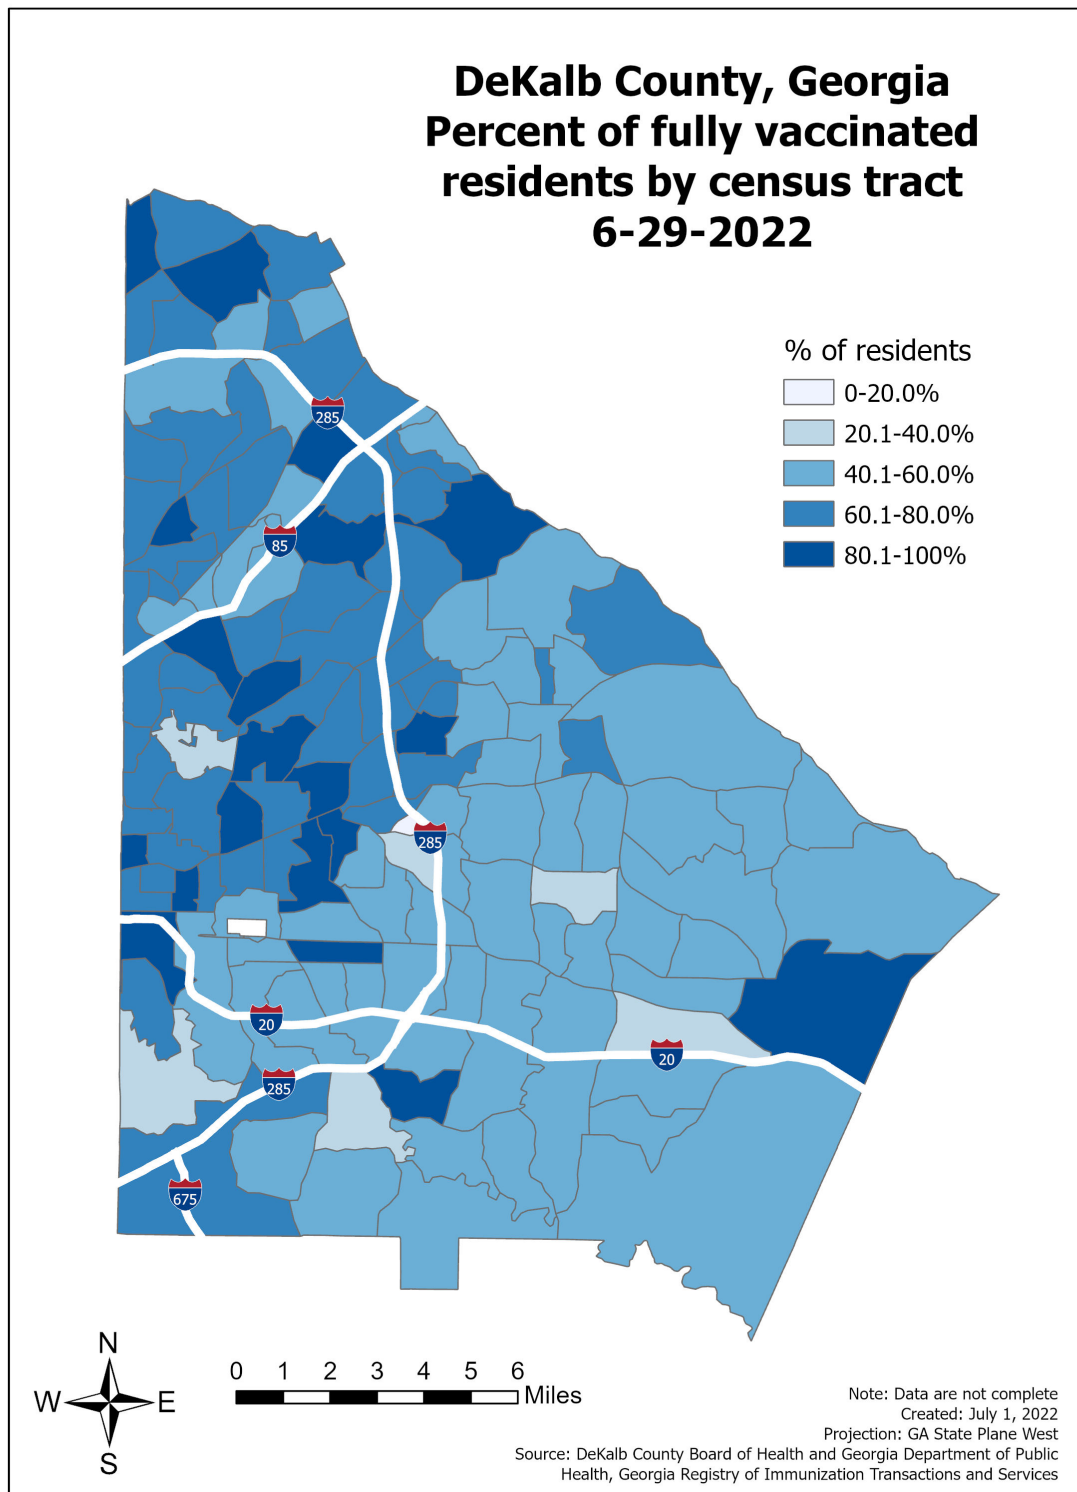 DeKalb County, Georgia
Percent of fully vaccinated
residents by census tract
6-29-2022
% of residents
0-20.0%
20.1-40.0%
40.1-60.0%
60.1-80.0%
80.1-100%
285
85
285
20
20
285
675
N
W E
S
0 1 2 3 4 5 6
Miles
Note: Data are not complete
Created: July 1, 2022
Projection: GA State Plane West
Source: DeKalb County Board of Health and Georgia Department of Public
Health, Georgia Registry of Immunization Transactions and Services